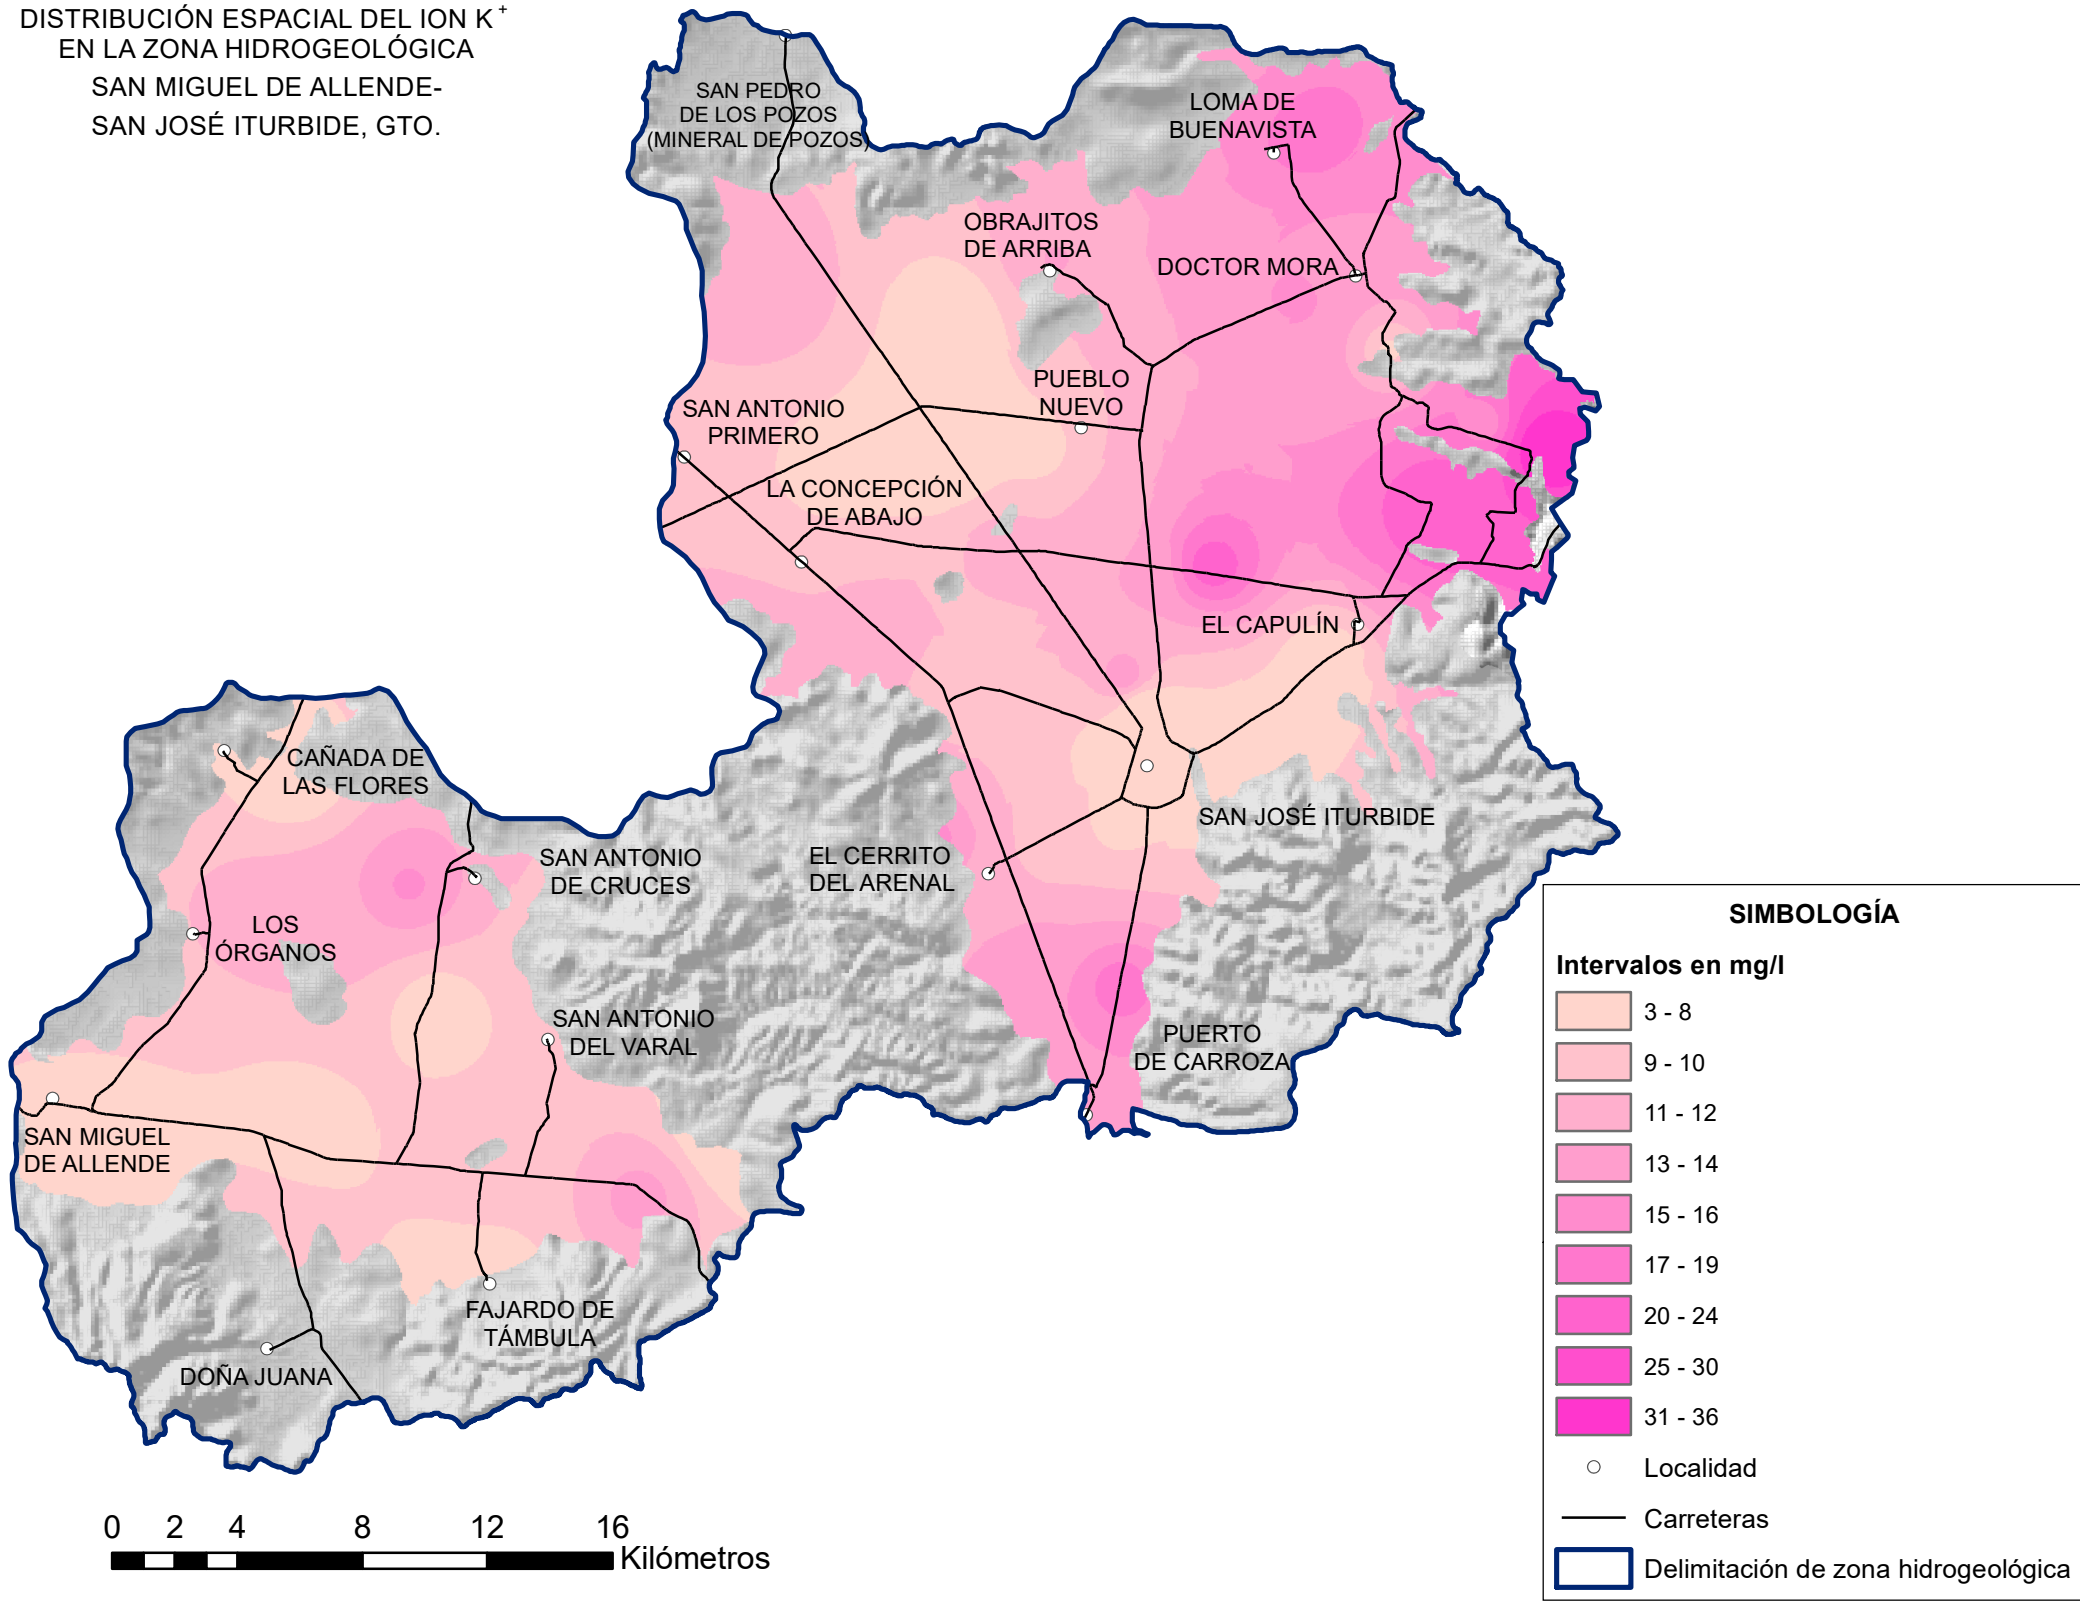 DISTRIBUCIÓN ESPACIAL DEL ION K⁺
EN LA ZONA HIDROGEOLÓGICA
SAN MIGUEL DE ALLENDE-
SAN JOSÉ ITURBIDE, GTO.
SAN PEDRO
DE LOS POZOS
(MINERAL DE POZOS)
LOMA DE
BUENAVISTA
OBRAJITOS
DE ARRIBA
DOCTOR MORA
PUEBLO
NUEVO
SAN ANTONIO
PRIMERO
LA CONCEPCIÓN
DE ABAJO
EL CAPULÍN
CAÑADA DE
LAS FLORES
SAN JOSÉ ITURBIDE
SAN ANTONIO
DE CRUCES
EL CERRITO
DEL ARENAL
LOS
ÓRGANOS
SAN ANTONIO
DEL VARAL
PUERTO
DE CARROZA
SAN MIGUEL
DE ALLENDE
FAJARDO DE
TÁMBULA
DOÑA JUANA
SIMBOLOGÍA
Intervalos en mg/l
3 - 8
9 - 10
11 - 12
13 - 14
15 - 16
17 - 19
20 - 24
25 - 30
31 - 36
Localidad
Carreteras
Delimitación de zona hidrogeológica
0 2 4 8 12 16
Kilómetros